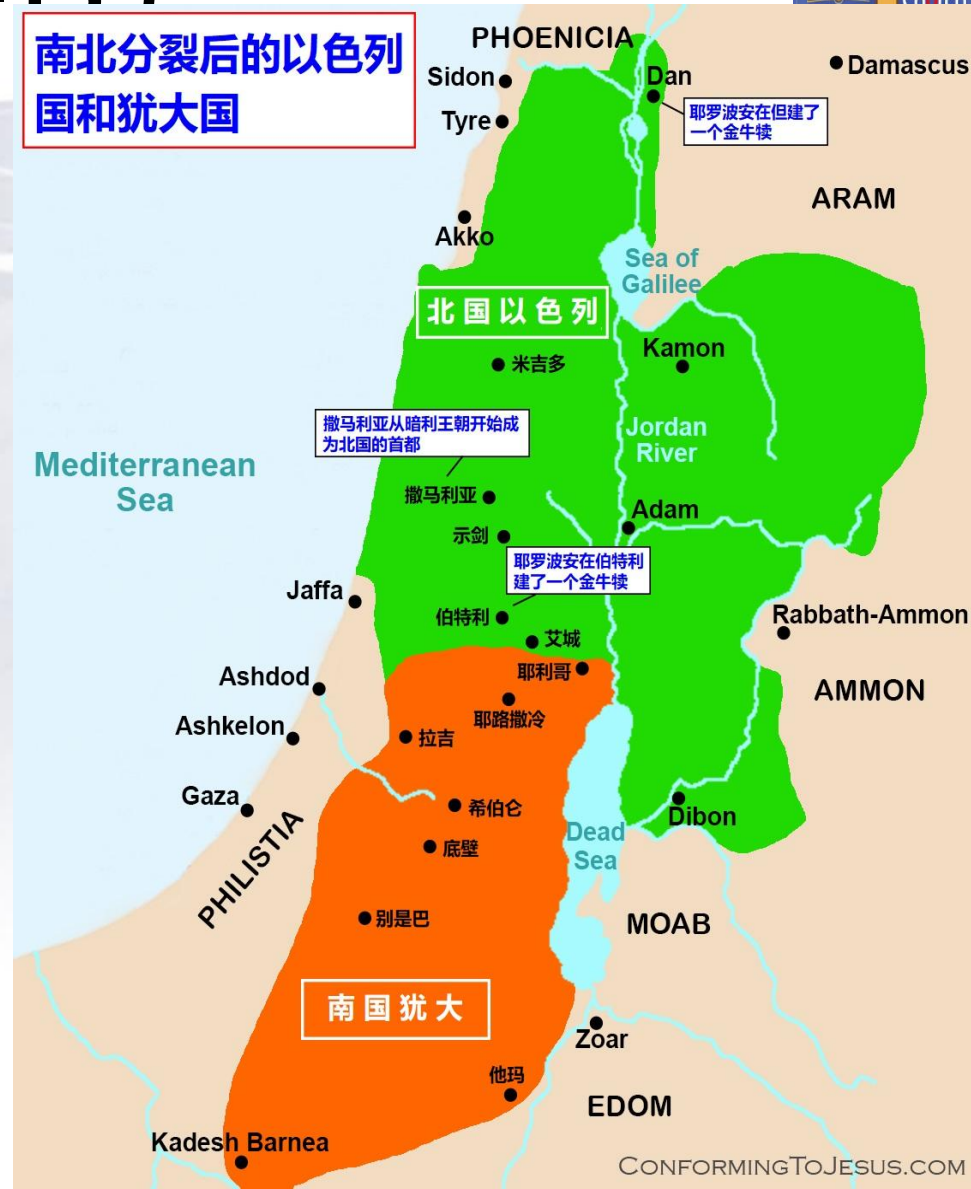 南北分裂后的以色列
国和犹大国
PHOENICIA
Sidon
Dan
Damascus
Tyre
耶罗波安在但建了
一个金牛犊
ARAM
Akko
Sea of
Galilee
北国以色列
Kamon
米吉多
撒马利亚从暗利王朝开始成
为北国的首都
Jordan
River
Mediterranean
Sea
撒马利亚
Adam
示剑
耶罗波安在伯特利
建了一个金牛犊
Jaffa
伯特利
Rabbath-Ammon
艾城
耶利哥
Ashdod
AMMON
耶路撒冷
Ashkelon
拉吉
Gaza
希伯仑
Dibon
PHILISTIA
底壁
Dead
Sea
别是巴
MOAB
南国犹大
Zoar
他玛
EDOM
Kadesh Barnea
CONFORMINGTOJESUS.COM